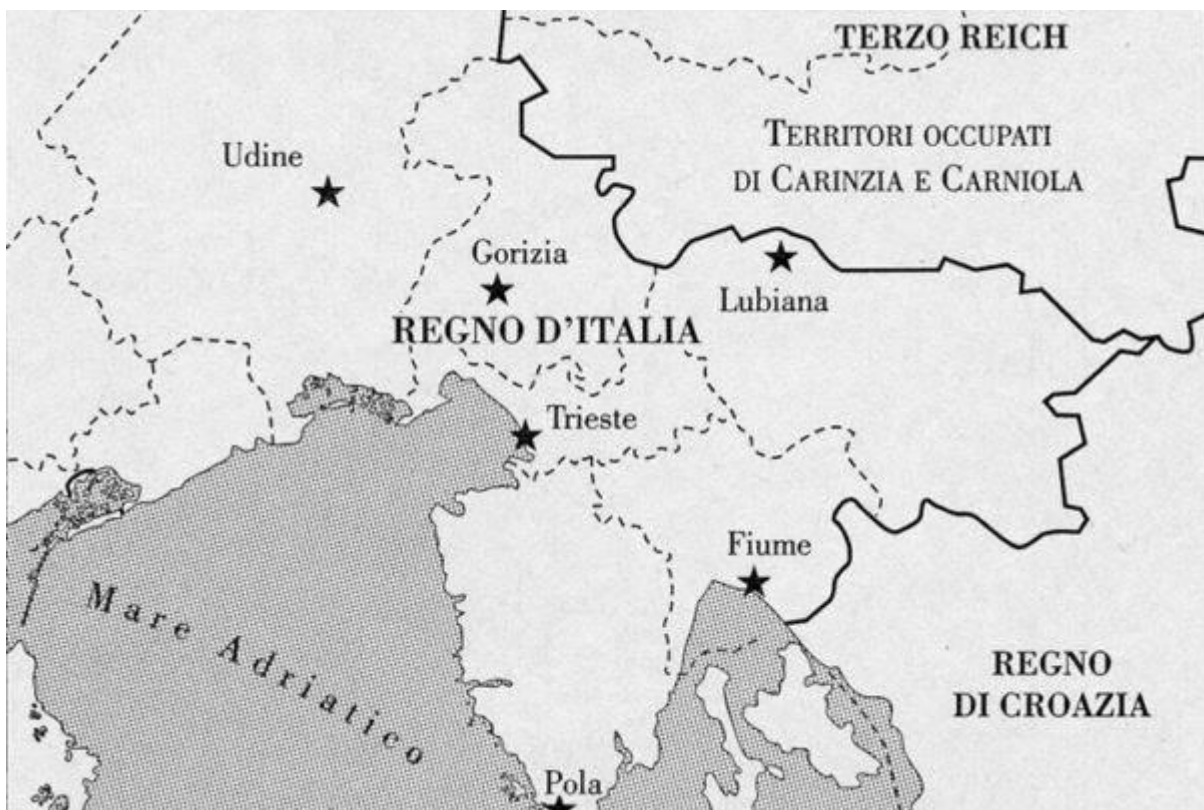 TERZO REICH
TERRITORI OCCUPATI
DI CARINZIA E CARNIOLA
Udine
Gorizia
Lubiana
REGNO D'ITALIA
Trieste
Fiume
Mare Adriatico
REGNO
DI CROAZIA
Pola